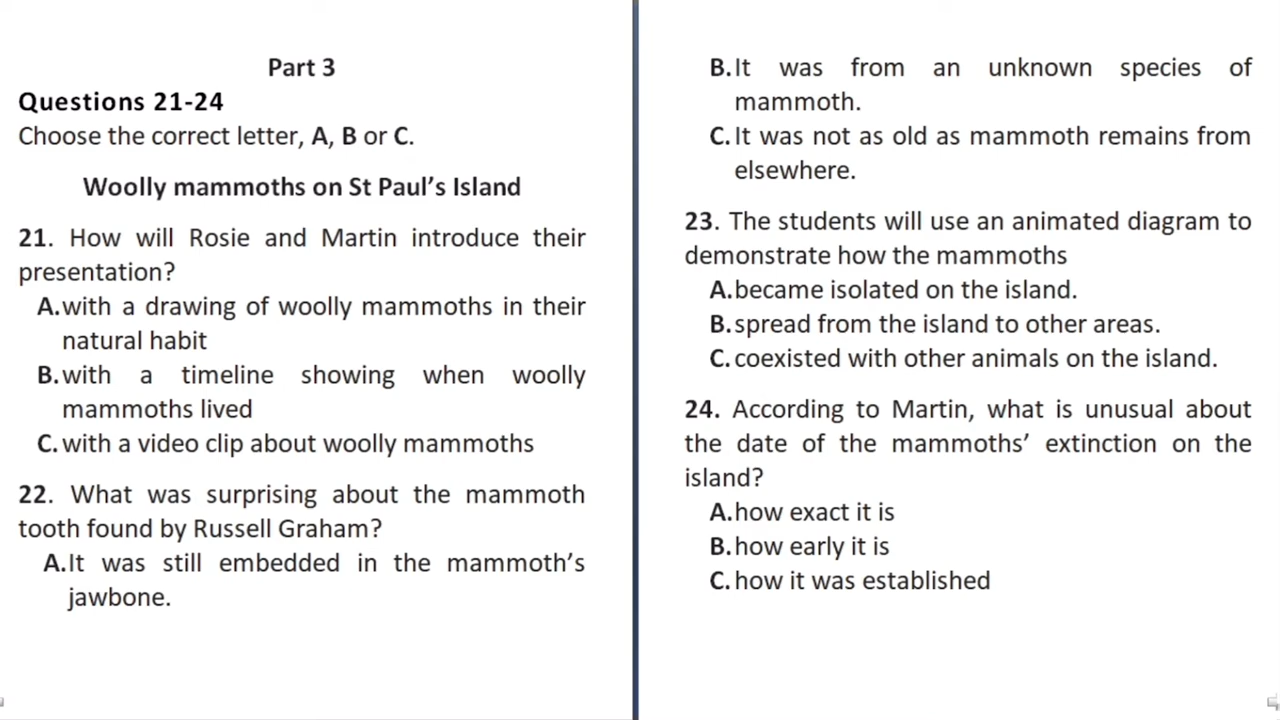 Part 3
Questions 21-24
Choose the correct letter, A, B or C.
Woolly mammoths on St Paul’s Island
21. How will Rosie and Martin introduce their
presentation?
A. with a drawing of woolly mammoths in their
natural habit
B. with a timeline showing when woolly
mammoths lived
C. with a video clip about woolly mammoths
22. What was surprising about the mammoth
tooth found by Russell Graham?
A. It was still embedded in the mammoth’s
jawbone.
B. It was from an unknown species of
mammoth.
C. It was not as old as mammoth remains from
elsewhere.
23. The students will use an animated diagram to
demonstrate how the mammoths
A. became isolated on the island.
B. spread from the island to other areas.
C. coexisted with other animals on the island.
24. According to Martin, what is unusual about
the date of the mammoths’ extinction on the
island?
A. how exact it is
B. how early it is
C. how it was established